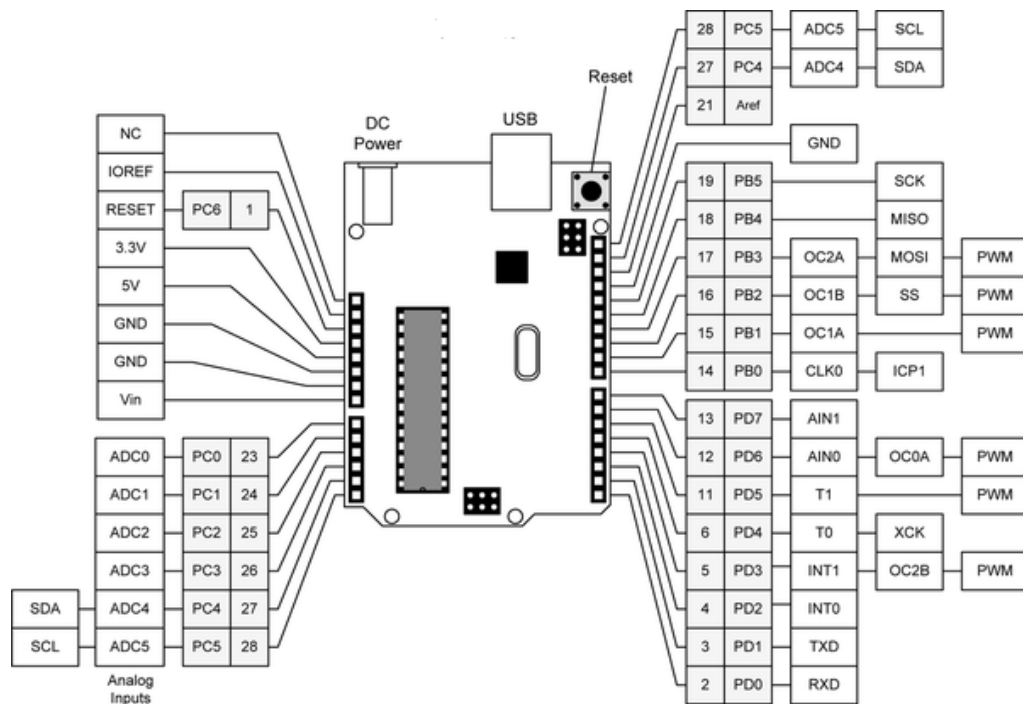 28 PC5 ADC5 SCL
27 PC4 ADC4 SDA
21 Aref
Reset
DC
Power
USB
GND
NC
IOREF
RESET PC6 1
3.3V
5V
GND
GND
Vin
19 PB5 SCK
18 PB4 MISO
17 PB3 OC2A MOSI PWM
16 PB2 OC1B SS PWM
15 PB1 OC1A PWM
14 PB0 CLK0 ICP1
13 PD7 AIN1
12 PD6 AIN0 OC0A PWM
11 PD5 T1 PWM
6 PD4 T0 XCK
5 PD3 INT1 OC2B PWM
4 PD2 INT0
3 PD1 TXD
2 PD0 RXD
ADC0 PC0 23
ADC1 PC1 24
ADC2 PC2 25
ADC3 PC3 26
SDA ADC4 PC4 27
SCL ADC5 PC5 28
Analog
Inputs